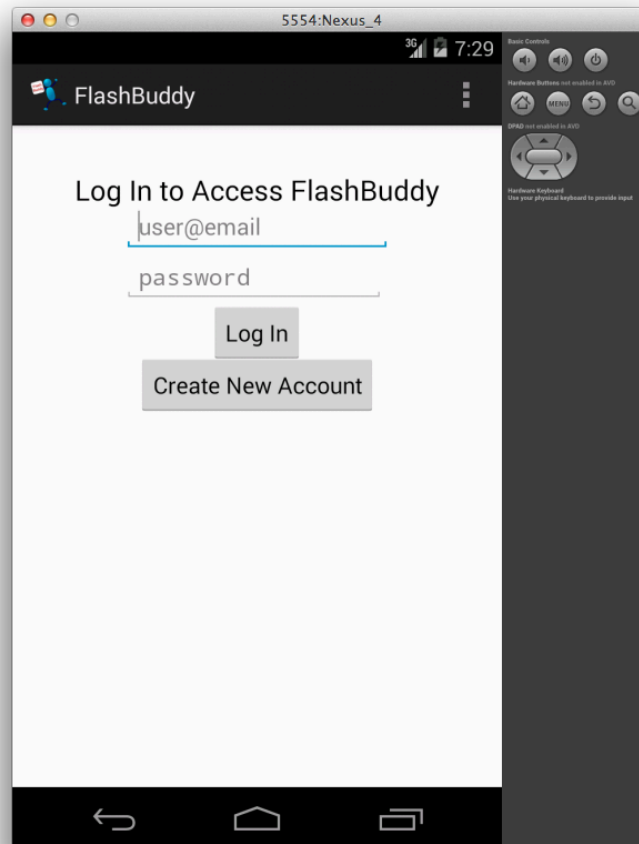 5554:Nexus_4
3G 7:29
FlashBuddy
Log In to Access FlashBuddy
user@email
password
Log In
Create New Account
Basic Controls
Hardware Buttons not enabled in AVD
MENU
DPAD not enabled in AVD
Hardware Keyboard
Use your physical keyboard to provide input